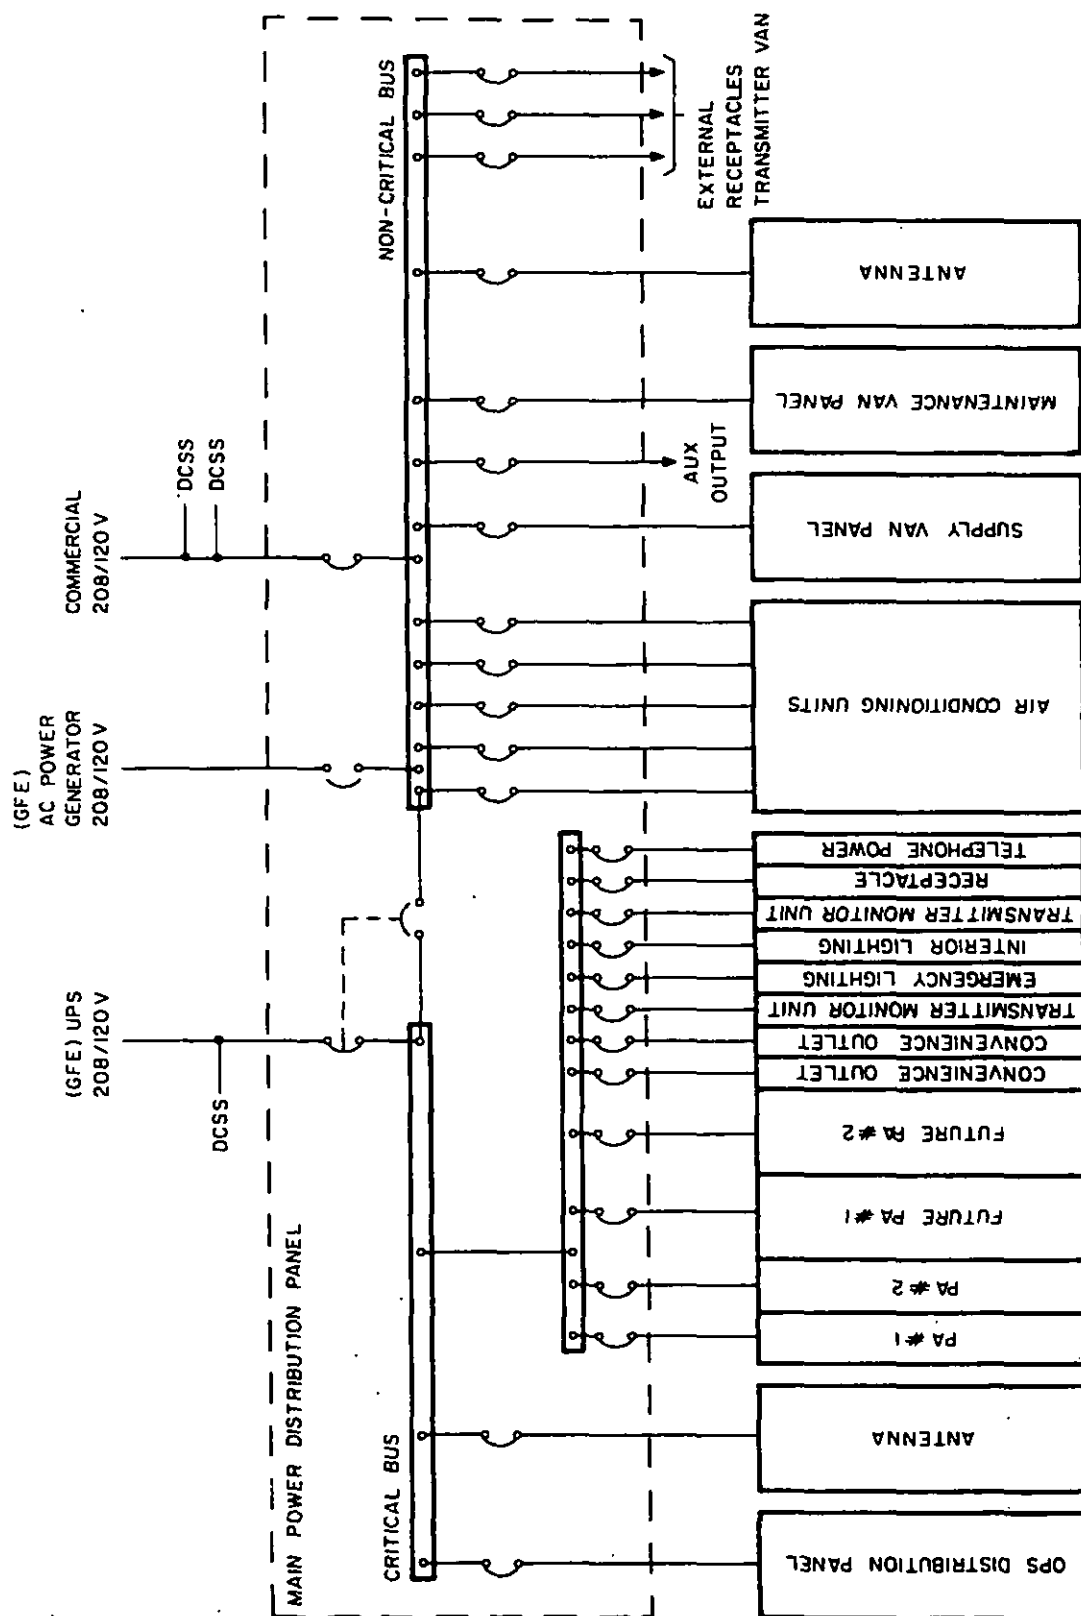 (GFE) UPS
208/120 V
(GFE)
AC POWER
GENERATOR
208/120 V
COMMERCIAL
208/120 V
DCSS
DCSS
DCSS
MAIN POWER DISTRIBUTION PANEL
CRITICAL BUS
NON-CRITICAL BUS
AUX
OUTPUT
EXTERNAL
RECEPTACLES
TRANSMITTER VAN
OPS DISTRIBUTION PANEL
ANTENNA
PA #1
PA #2
FUTURE PA #1
FUTURE PA #2
CONVENIENCE OUTLET
CONVENIENCE OUTLET
TRANSMITTER MONITOR UNIT
EMERGENCY LIGHTING
INTERIOR LIGHTING
TRANSMITTER MONITOR UNIT
RECEPTACLE
TELEPHONE POWER
AIR CONDITIONING UNITS
SUPPLY VAN PANEL
MAINTENANCE VAN PANEL
ANTENNA